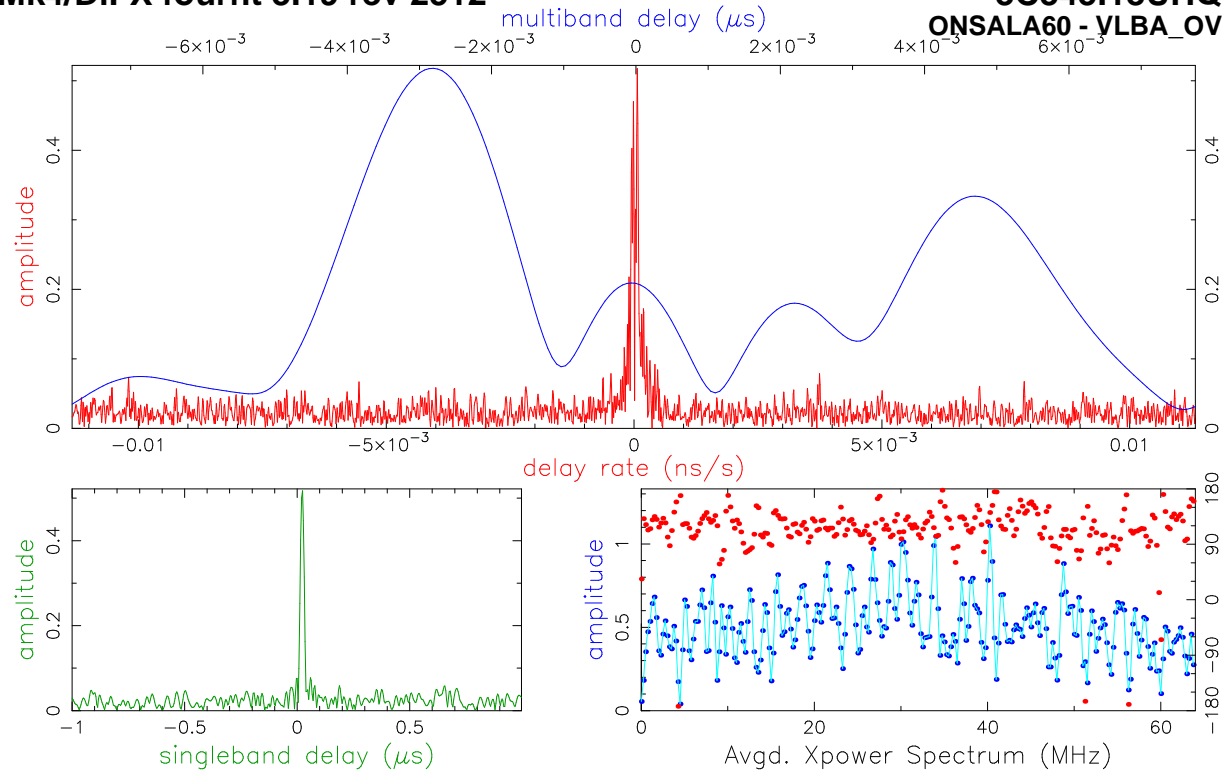 multiband delay (μs)
ONSALA60 - VLBA_OV
−6×10⁻³ −4×10⁻³ −2×10⁻³ 0 2×10⁻³ 4×10⁻³ 6×10⁻³
amplitude
0 0.2 0.4
0 0.2 0.4
−0.01 −5×10⁻³ 0 5×10⁻³ 0.01
delay rate (ns/s)
amplitude
0 0.2 0.4
−1 −0.5 0 0.5
singleband delay (μs)
amplitude
0 0.5 1
−180 −90 0 90 180
0 20 40 60
Avgd. Xpower Spectrum (MHz)